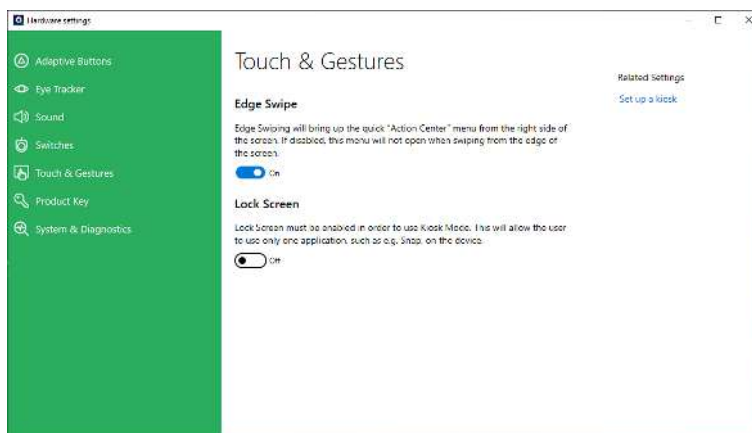 Hardware settings
Adaptive Buttons
Eye Tracker
Sound
Switches
Touch & Gestures
Product Key
System & Diagnostics
Touch & Gestures
Edge Swipe
Edge Swiping will bring up the quick "Action Center" menu from the right side of
the screen. If disabled, this menu will not open when swiping from the edge of
the screen.
On
Lock Screen
Lock Screen must be enabled in order to use Kiosk Mode. This will allow the user
to use only one application, such as e.g. Snap, on the device.
Off
Related Settings
Set up a kiosk